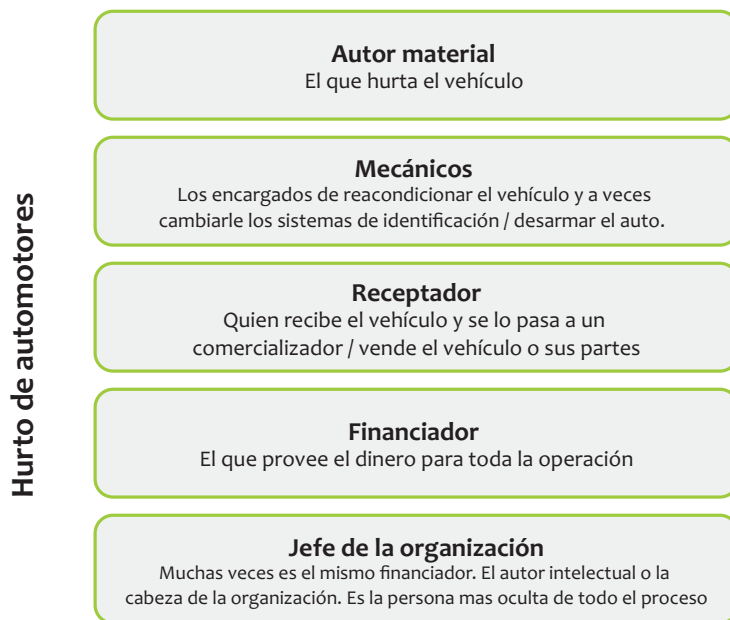 Hurto de automotores
Autor material
El que hurta el vehículo
Mecánicos
Los encargados de reacondicionar el vehículo y a veces
cambiarle los sistemas de identificación / desarmar el auto.
Receptador
Quien recibe el vehículo y se lo pasa a un
comercializador / vende el vehículo o sus partes
Financiador
El que provee el dinero para toda la operación
Jefe de la organización
Muchas veces es el mismo financiador. El autor intelectual o la
cabeza de la organización. Es la persona mas oculta de todo el proceso